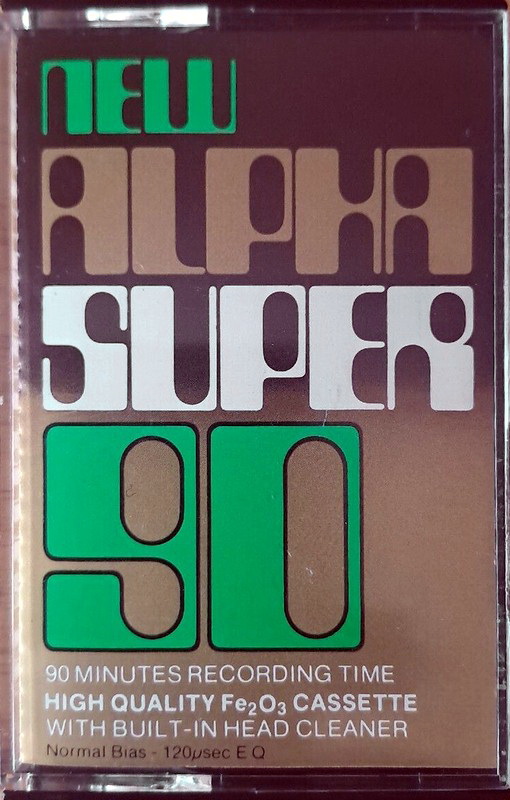 NEW
ALPHA
SUPER
90
90 MINUTES RECORDING TIME
HIGH QUALITY Fe₂O₃ CASSETTE
WITH BUILT-IN HEAD CLEANER
Normal Bias - 120µsec EQ